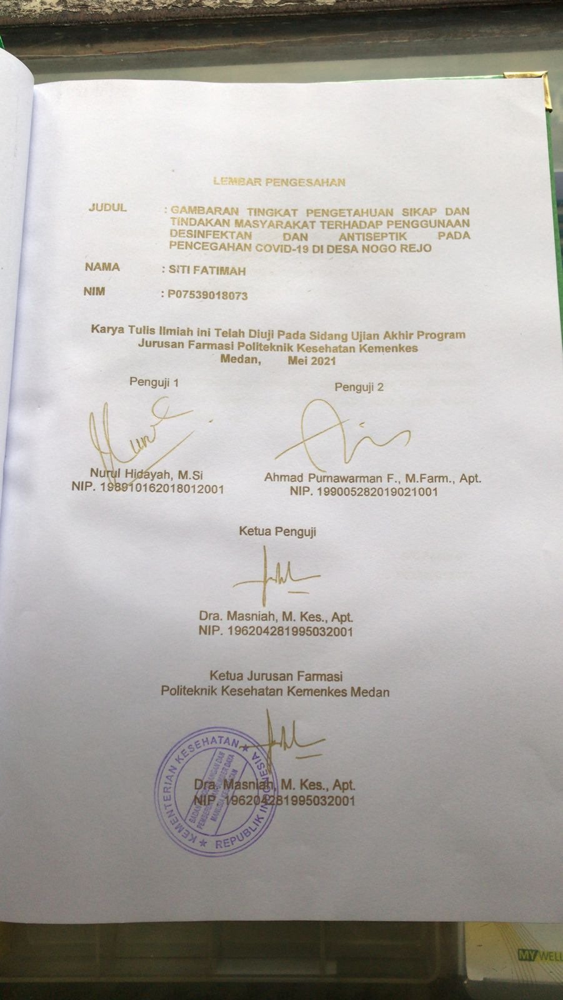 LEMBAR PENGESAHAN
JUDUL : GAMBARAN TINGKAT PENGETAHUAN SIKAP DAN
TINDAKAN MASYARAKAT TERHADAP PENGGUNAAN
DESINFEKTAN DAN ANTISEPTIK PADA
PENCEGAHAN COVID-19 DI DESA NOGO REJO
NAMA : SITI FATIMAH
NIM : P07539018073
Karya Tulis Ilmiah ini Telah Diuji Pada Sidang Ujian Akhir Program
Jurusan Farmasi Politeknik Kesehatan Kemenkes
Medan, Mei 2021
Penguji 1
Penguji 2
Nurul Hidayah, M.Si
NIP. 198910162018012001
Ahmad Purnawarman F., M.Farm., Apt.
NIP. 199005282019021001
Ketua Penguji
Dra. Masniah, M. Kes., Apt.
NIP. 196204281995032001
Ketua Jurusan Farmasi
Politeknik Kesehatan Kemenkes Medan
Dra. Masniah, M. Kes., Apt.
NIP. 196204281995032001
KEMENTERIAN KESEHATAN
REPUBLIK INDONESIA
BADAN PENGEMBANGAN DAN
PEMBERDAYAAN SUMBER DAYA
MANUSIA KESEHATAN
MY WELL